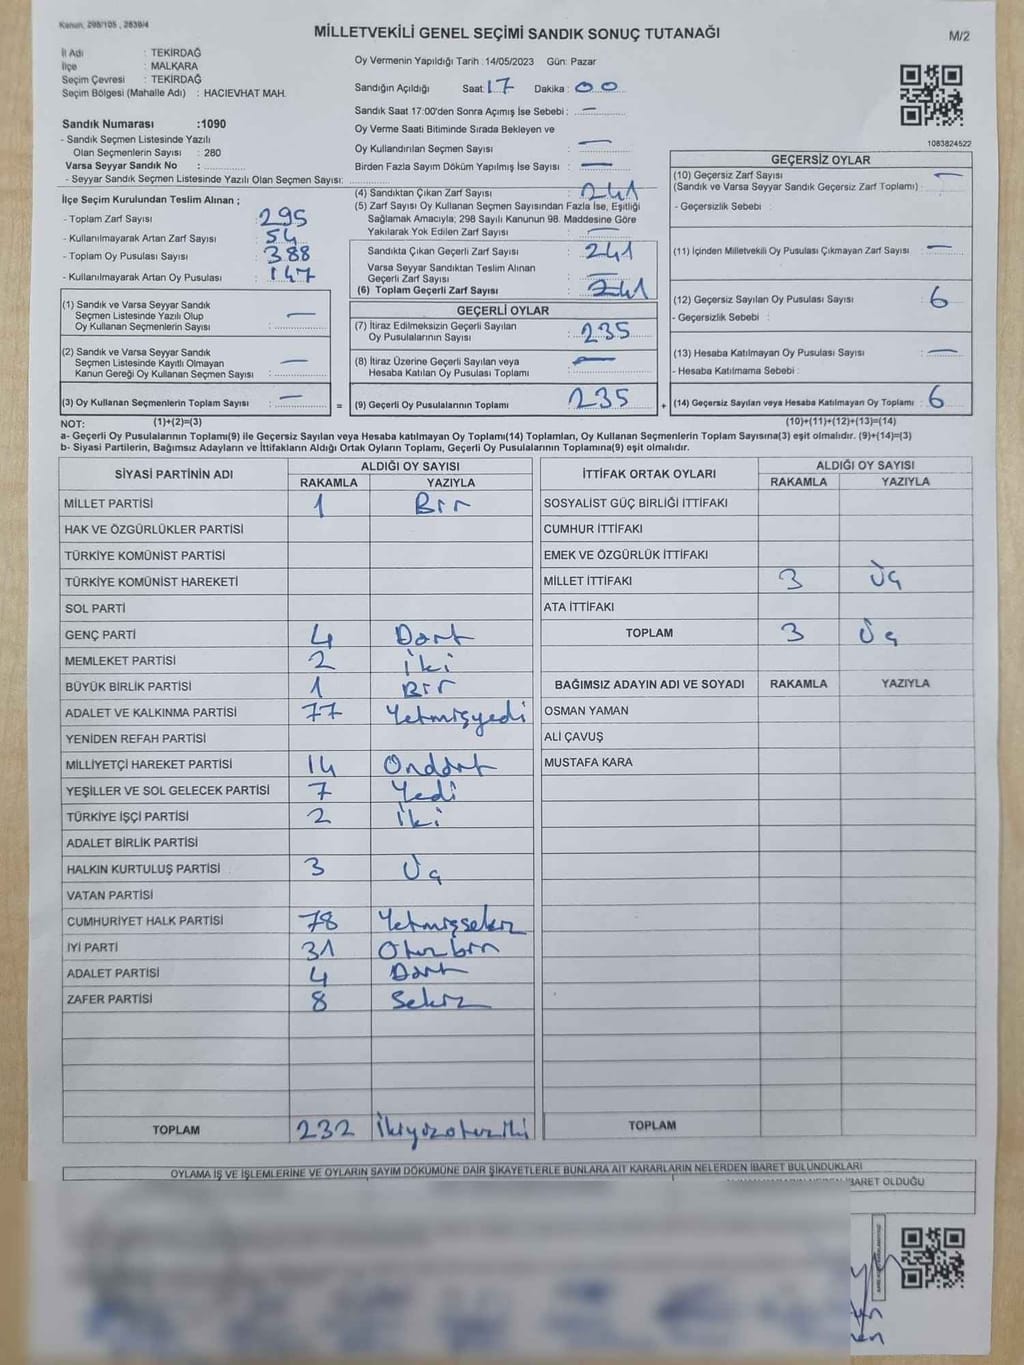 Kanun, 298/105 , 2839/4
MİLLETVEKİLİ GENEL SEÇİMİ SANDIK SONUÇ TUTANAĞI
M/2
İl Adı : TEKİRDAĞ
İlçe : MALKARA
Seçim Çevresi : TEKİRDAĞ
Seçim Bölgesi (Mahalle Adı) : HACIEVHAT MAH.
Sandık Numarası :1090
- Sandık Seçmen Listesinde Yazılı
Olan Seçmenlerin Sayısı : 280
Varsa Seyyar Sandık No :
- Seyyar Sandık Seçmen Listesinde Yazılı Olan Seçmen Sayısı:
Oy Vermenin Yapıldığı Tarih :14/05/2023 Gün: Pazar
Sandığın Açıldığı Saat: 17 Dakika : 00
Sandık Saat 17:00'den Sonra Açımış İse Sebebi : —
Oy Verme Saati Bitiminde Sırada Bekleyen ve
Oy Kullandırılan Seçmen Sayısı : —
Birden Fazla Sayım Döküm Yapılmış İse Sayısı : —
1083824522
İlçe Seçim Kurulundan Teslim Alınan ;
- Toplam Zarf Sayısı : 295
- Kullanılmayarak Artan Zarf Sayısı : 54
- Toplam Oy Pusulası Sayısı : 388
- Kullanılmayarak Artan Oy Pusulası : 147
(1) Sandık ve Varsa Seyyar Sandık
Seçmen Listesinde Yazılı Olup
Oy Kullanan Seçmenlerin Sayısı : —
(2) Sandık ve Varsa Seyyar Sandık
Seçmen Listesinde Kayıtlı Olmayan
Kanun Gereği Oy Kullanan Seçmen Sayısı : —
(3) Oy Kullanan Seçmenlerin Toplam Sayısı : —
(4) Sandıktan Çıkan Zarf Sayısı : 241
(5) Zarf Sayısı Oy Kullanan Seçmen Sayısından Fazla İse, Eşitliği
Sağlamak Amacıyla; 298 Sayılı Kanunun 98. Maddesine Göre
Yakılarak Yok Edilen Zarf Sayısı : —
Sandıkta Çıkan Geçerli Zarf Sayısı : 241
Varsa Seyyar Sandıktan Teslim Alınan
Geçerli Zarf Sayısı : —
(6) Toplam Geçerli Zarf Sayısı : 241
GEÇERLİ OYLAR
(7) İtiraz Edilmeksizin Geçerli Sayılan
Oy Pusulalarının Sayısı : 235
(8) İtiraz Üzerine Geçerli Sayılan veya
Hesaba Katılan Oy Pusulası Toplamı : —
= (9) Geçerli Oy Pusulalarının Toplamı : 235
GEÇERSİZ OYLAR
(10) Geçersiz Zarf Sayısı : —
(Sandık ve Varsa Seyyar Sandık Geçersiz Zarf Toplamı)
- Geçersizlik Sebebi :
(11) İçinden Milletvekili Oy Pusulası Çıkmayan Zarf Sayısı : —
(12) Geçersiz Sayılan Oy Pusulası Sayısı : 6
- Geçersizlik Sebebi :
(13) Hesaba Katılmayan Oy Pusulası Sayısı : —
- Hesaba Katılmama Sebebi :
+ (14) Geçersiz Sayılan veya Hesaba Katılmayan Oy Toplamı : 6
NOT: (1)+(2)=(3) (10)+(11)+(12)+(13)=(14)
a- Geçerli Oy Pusulalarının Toplamı(9) ile Geçersiz Sayılan veya Hesaba katılmayan Oy Toplamı(14) Toplamları, Oy Kullanan Seçmenlerin Toplam Sayısına(3) eşit olmalıdır. (9)+(14)=(3)
b- Siyasi Partilerin, Bağımsız Adayların ve İttifakların Aldığı Ortak Oyların Toplamı, Geçerli Oy Pusulalarının Toplamına(9) eşit olmalıdır.
SİYASİ PARTİNİN ADI ALDIĞI OY SAYISI
RAKAMLA YAZIYLA
MİLLET PARTİSİ 1 Bir
HAK VE ÖZGÜRLÜKLER PARTİSİ
TÜRKİYE KOMÜNİST PARTİSİ
TÜRKİYE KOMÜNİST HAREKETİ
SOL PARTİ
GENÇ PARTİ 4 Dört
MEMLEKET PARTİSİ 2 iki
BÜYÜK BİRLİK PARTİSİ 1 Bir
ADALET VE KALKINMA PARTİSİ 77 Yetmişyedi
YENİDEN REFAH PARTİSİ
MİLLİYETÇİ HAREKET PARTİSİ 14 Ondört
YEŞİLLER VE SOL GELECEK PARTİSİ 7 Yedi
TÜRKİYE İŞÇİ PARTİSİ 2 iki
ADALET BİRLİK PARTİSİ
HALKIN KURTULUŞ PARTİSİ 3 Üç
VATAN PARTİSİ
CUMHURİYET HALK PARTİSİ 78 Yetmişsekiz
İYİ PARTİ 31 Otuzbir
ADALET PARTİSİ 4 Dört
ZAFER PARTİSİ 8 Sekiz
TOPLAM 232 ikiyüzotuziki
İTTİFAK ORTAK OYLARI ALDIĞI OY SAYISI
RAKAMLA YAZIYLA
SOSYALİST GÜÇ BİRLİĞİ İTTİFAKI
CUMHUR İTTİFAKI
EMEK VE ÖZGÜRLÜK İTTİFAKI
MİLLET İTTİFAKI 3 Üç
ATA İTTİFAKI
TOPLAM 3 Üç
BAĞIMSIZ ADAYIN ADI VE SOYADI RAKAMLA YAZIYLA
OSMAN YAMAN
ALİ ÇAVUŞ
MUSTAFA KARA
TOPLAM
OYLAMA İŞ VE İŞLEMLERİNE VE OYLARIN SAYIM DÖKÜMÜNE DAİR ŞİKAYETLERLE BUNLARA AİT KARARLARIN NELERDEN İBARET BULUNDUKLARI
BARET OLDUĞU